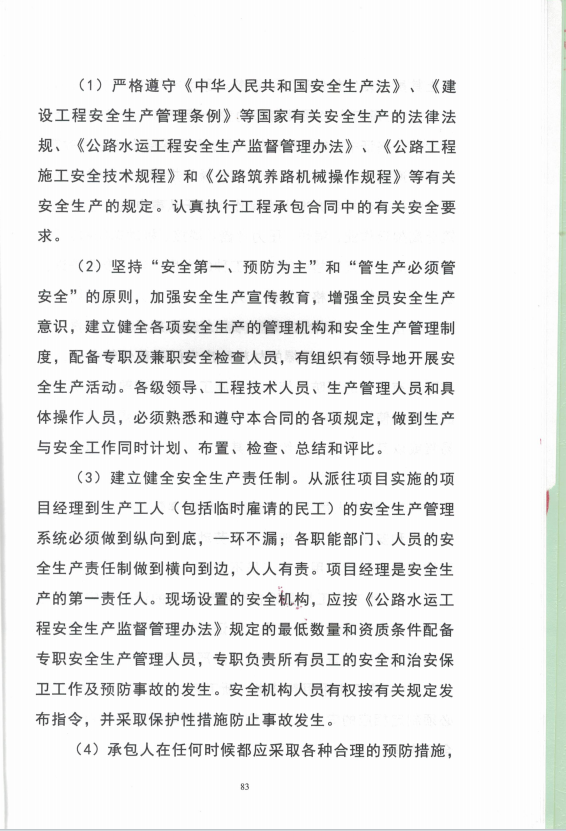 （1）严格遵守《中华人民共和国安全生产法》、《建
设工程安全生产管理条例》等国家有关安全生产的法律法
规、《公路水运工程安全生产监督管理办法》、《公路工程
施工安全技术规程》和《公路筑养路机械操作规程》等有关
安全生产的规定。认真执行工程承包合同中的有关安全要
求。
（2）坚持“安全第一、预防为主”和“管生产必须管
安全”的原则，加强安全生产宣传教育，增强全员安全生产
意识，建立健全各项安全生产的管理机构和安全生产管理制
度，配备专职及兼职安全检查人员，有组织有领导地开展安
全生产活动。各级领导、工程技术人员、生产管理人员和具
体操作人员，必须熟悉和遵守本合同的各项规定，做到生产
与安全工作同时计划、布置、检查、总结和评比。
（3）建立健全安全生产责任制。从派往项目实施的项
目经理到生产工人（包括临时雇请的民工）的安全生产管理
系统必须做到纵向到底，一环不漏；各职能部门、人员的安
全生产责任制做到横向到边，人人有责。项目经理是安全生
产的第一责任人。现场设置的安全机构，应按《公路水运工
程安全生产监督管理办法》规定的最低数量和资质条件配备
专职安全生产管理人员，专职负责所有员工的安全和治安保
卫工作及预防事故的发生。安全机构人员有权按有关规定发
布指令，并采取保护性措施防止事故发生。
（4）承包人在任何时候都应采取各种合理的预防措施，
83